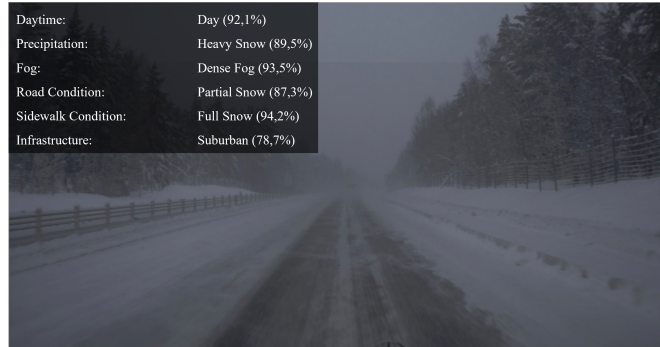 Daytime: Day (92,1%)
Precipitation: Heavy Snow (89,5%)
Fog: Dense Fog (93,5%)
Road Condition: Partial Snow (87,3%)
Sidewalk Condition: Full Snow (94,2%)
Infrastructure: Suburban (78,7%)